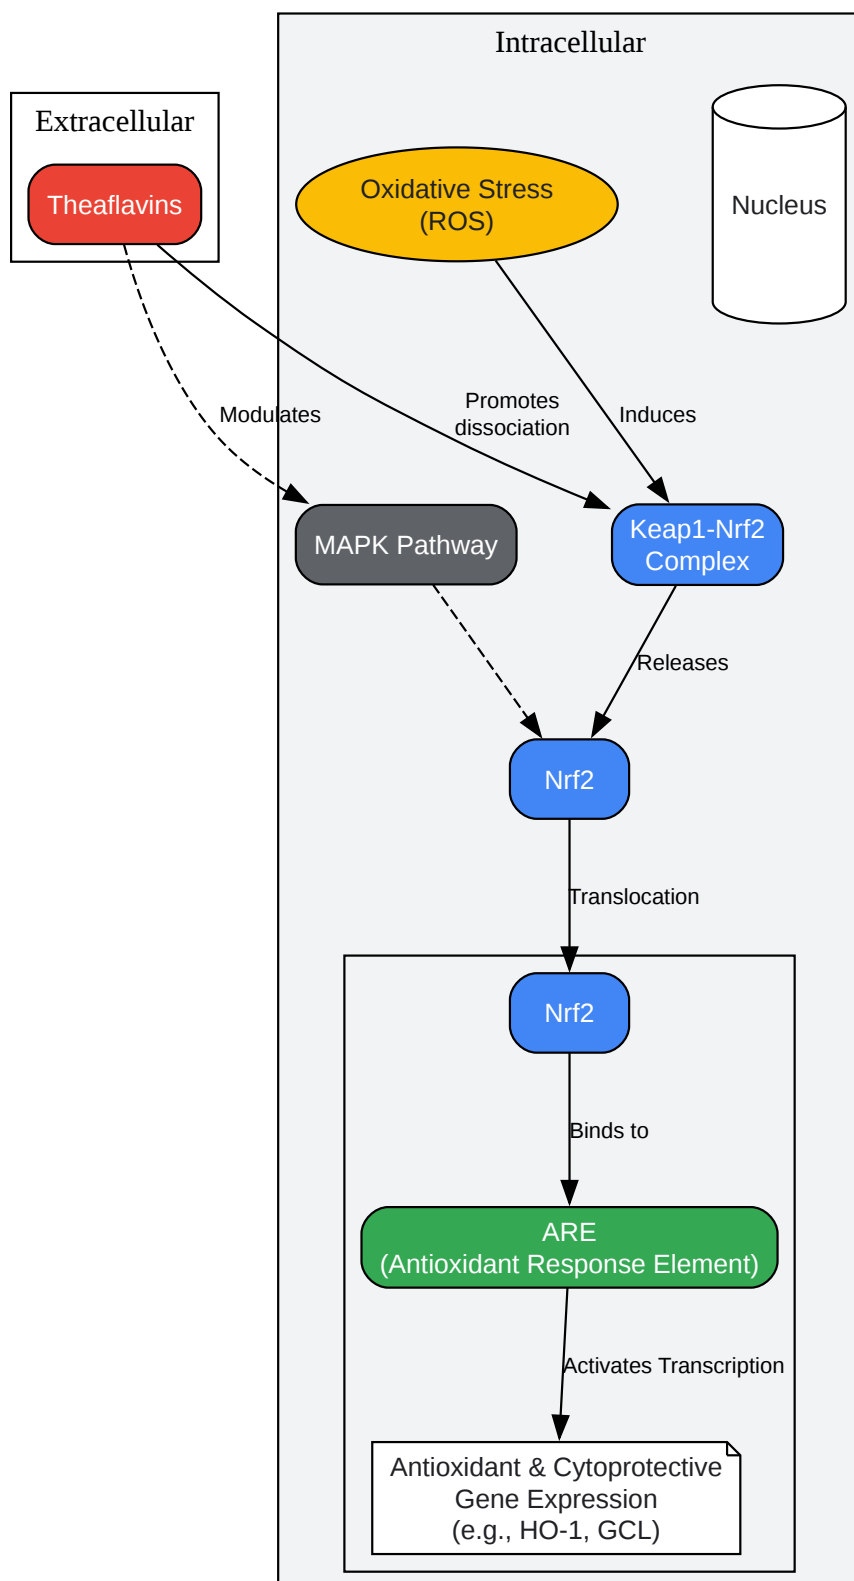 Intracellular
Extracellular
Theaflavins
Oxidative Stress
(ROS)
Nucleus
Modulates
Promotes
dissociation
Induces
MAPK Pathway
Keap1-Nrf2
Complex
Releases
Nrf2
Translocation
Nrf2
Binds to
ARE
(Antioxidant Response Element)
Activates Transcription
Antioxidant & Cytoprotective
Gene Expression
(e.g., HO-1, GCL)